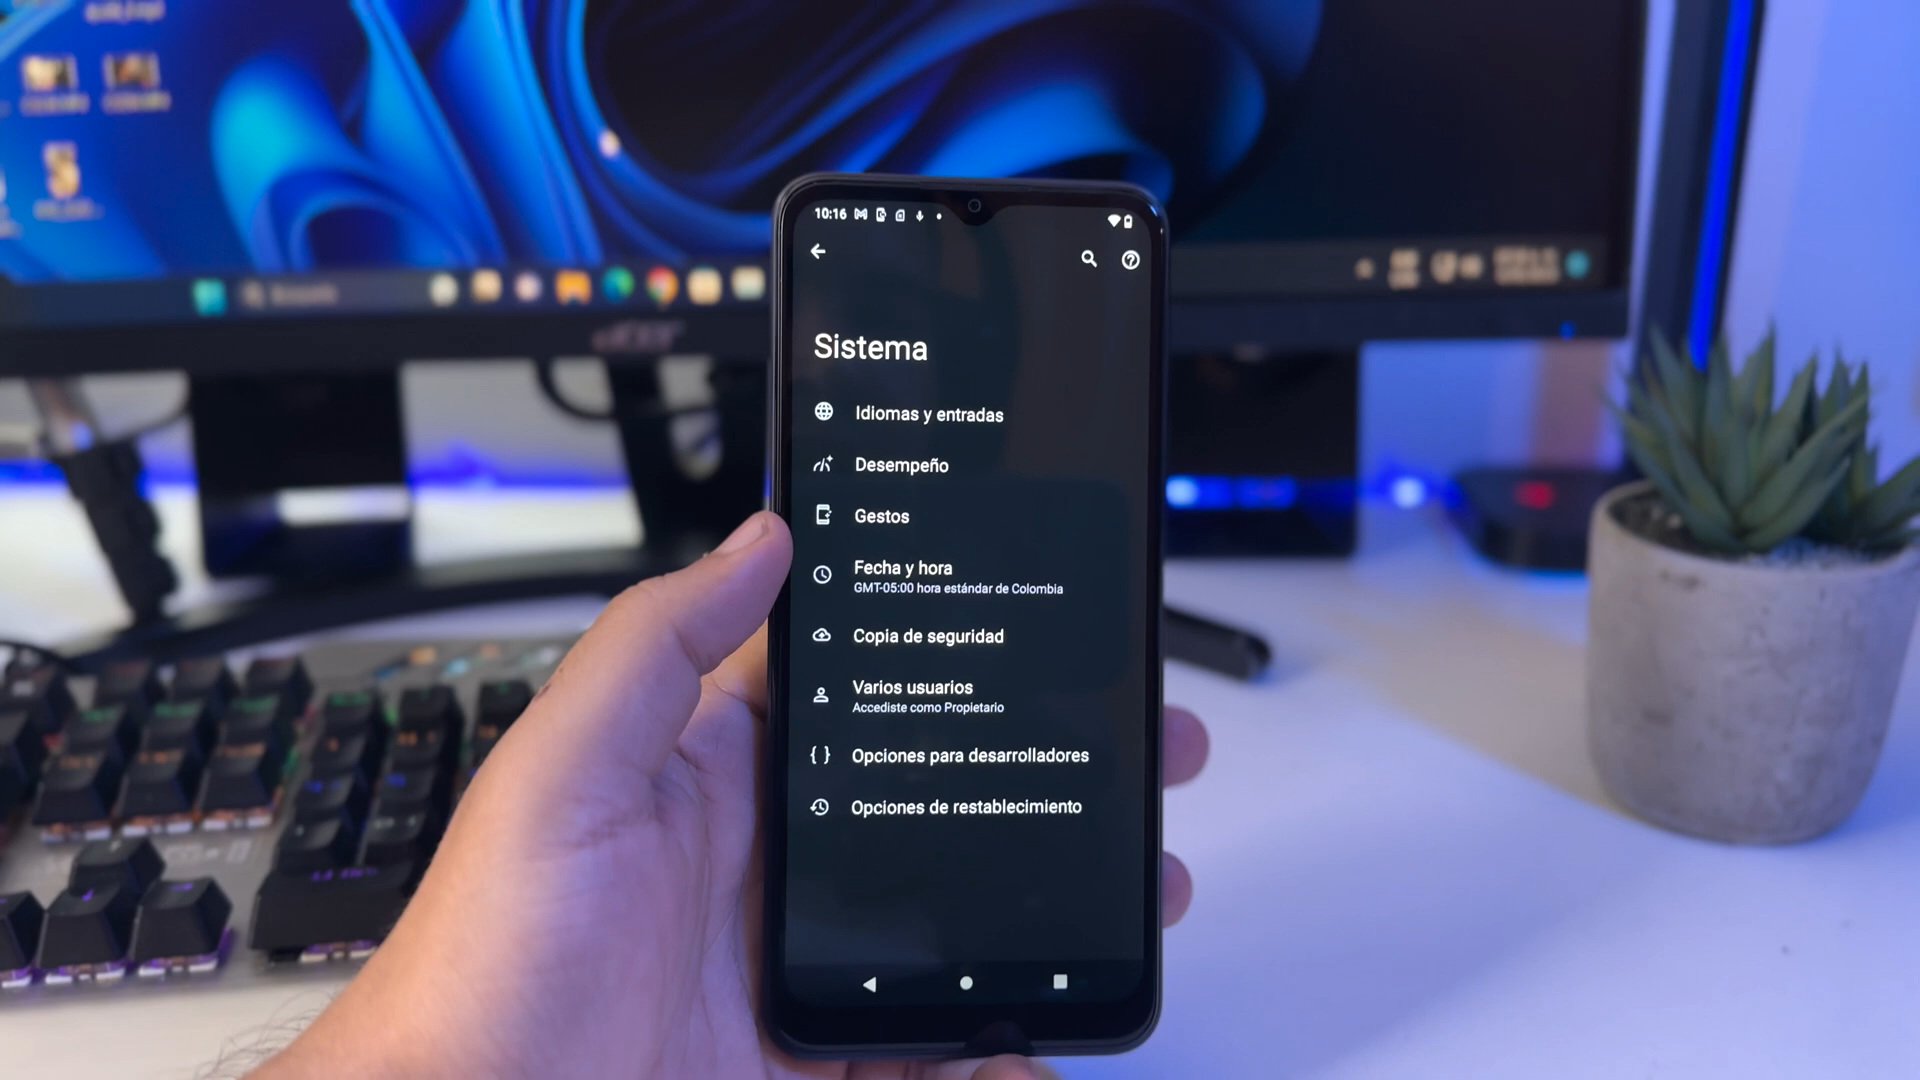 10:16
Sistema
Idiomas y entradas
Desempeño
Gestos
Fecha y hora
GMT-05:00 hora estándar de Colombia
Copia de seguridad
Varios usuarios
Accediste como Propietario
{ } Opciones para desarrolladores
Opciones de restablecimiento
acer